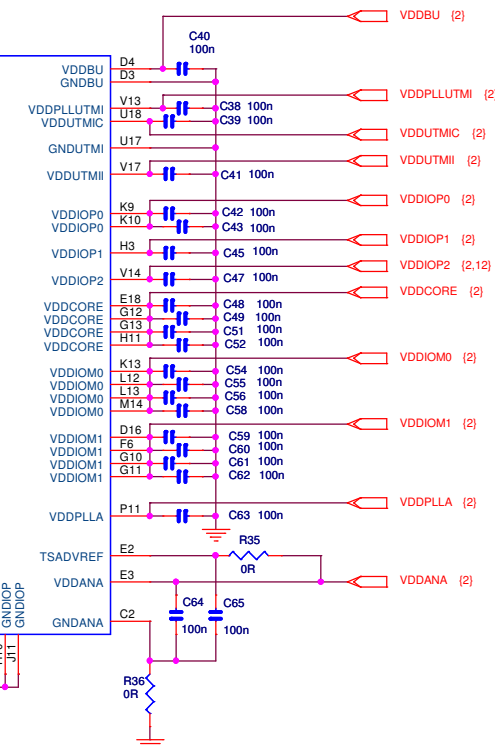 VDDBU {2}
C40
100n
VDDBU D4
GNDBU D3
VDDPLLUTMI {2}
VDDPLLUTMI V13 C38 100n
VDDUTMIC U18 C39 100n
VDDUTMIC {2}
GNDUTMI U17
VDDUTMII {2}
VDDUTMII V17 C41 100n
VDDIOP0 {2}
VDDIOP0 K9 C42 100n
VDDIOP0 K10 C43 100n
VDDIOP1 {2}
VDDIOP1 H3 C45 100n
VDDIOP2 {2,12}
VDDIOP2 V14 C47 100n
VDDCORE {2}
VDDCORE E18 C48 100n
VDDCORE G12 C49 100n
VDDCORE G13 C51 100n
VDDCORE H11 C52 100n
VDDIOM0 {2}
VDDIOM0 K13 C54 100n
VDDIOM0 L12 C55 100n
VDDIOM0 L13 C56 100n
VDDIOM0 M14 C58 100n
VDDIOM1 {2}
VDDIOM1 D16 C59 100n
VDDIOM1 F6 C60 100n
VDDIOM1 G10 C61 100n
VDDIOM1 G11 C62 100n
VDDPLLA {2}
VDDPLLA P11 C63 100n
R35
TSADVREF E2
0R
VDDANA E3 VDDANA {2}
C64 C65
GNDANA C2
100n 100n
GNDIOP
GNDIOP
J11
R36
0R